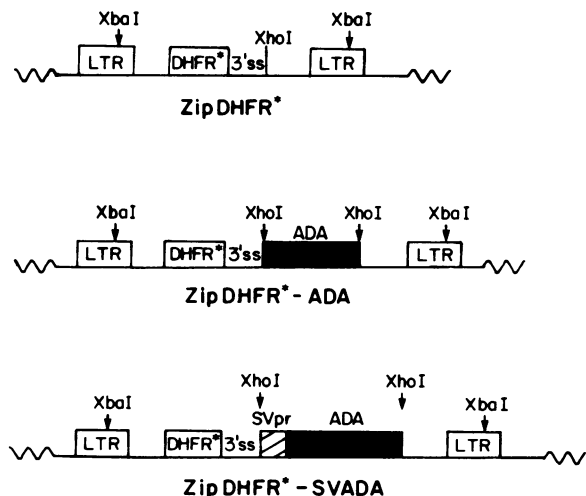 XbaI XhoI XbaI
LTR DHFR* 3'ss LTR
ZipDHFR*
XbaI XhoI ADA XhoI XbaI
LTR DHFR* 3'ss LTR
ZipDHFR*-ADA
XhoI XhoI
XbaI SVpr ADA XbaI
LTR DHFR* 3'ss LTR
ZipDHFR*-SVADA